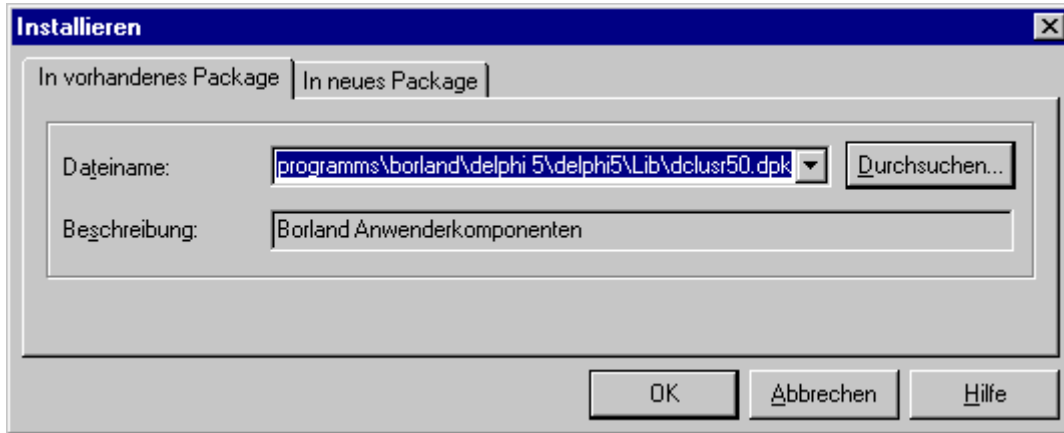 Installieren
In vorhandenes Package In neues Package
Dateiname: programms\borland\delphi 5\delphi5\Lib\dclusr50.dpk Durchsuchen...
Beschreibung: Borland Anwenderkomponenten
OK Abbrechen Hilfe